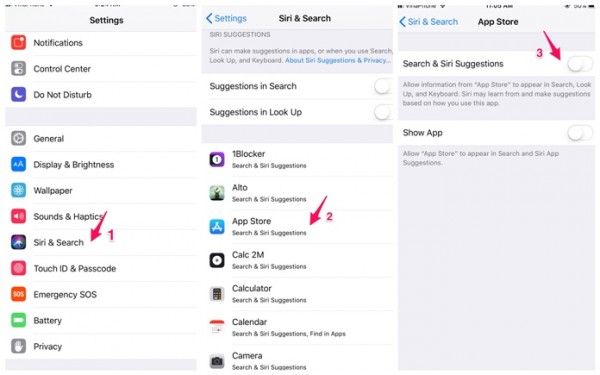 Settings
Notifications
Control Center
Do Not Disturb
General
Display & Brightness
Wallpaper
Sounds & Haptics
Siri & Search
1
Touch ID & Passcode
Emergency SOS
SOS
Battery
Privacy
Settings
Siri & Search
SIRI SUGGESTIONS
Siri can make suggestions in apps, or when you use Search,
Look Up, and Keyboard. About Siri Suggestions & Privacy...
Suggestions in Search
Suggestions in Look Up
1Blocker
Search & Siri Suggestions
Alto
Search & Siri Suggestions
App Store
Search & Siri Suggestions
2
Calc 2M
Search & Siri Suggestions
Calculator
Search & Siri Suggestions
Calendar
Search & Siri Suggestions, Find in Apps
Camera
Search & Siri Suggestions
11:05 AM
50%
Siri & Search
App Store
3
Search & Siri Suggestions
Allow information from "App Store" to appear in Search, Look
Up, and Keyboard. Siri may learn from and make suggestions
based on how you use this app.
Show App
Allow "App Store" to appear in Search and Siri App
Suggestions.